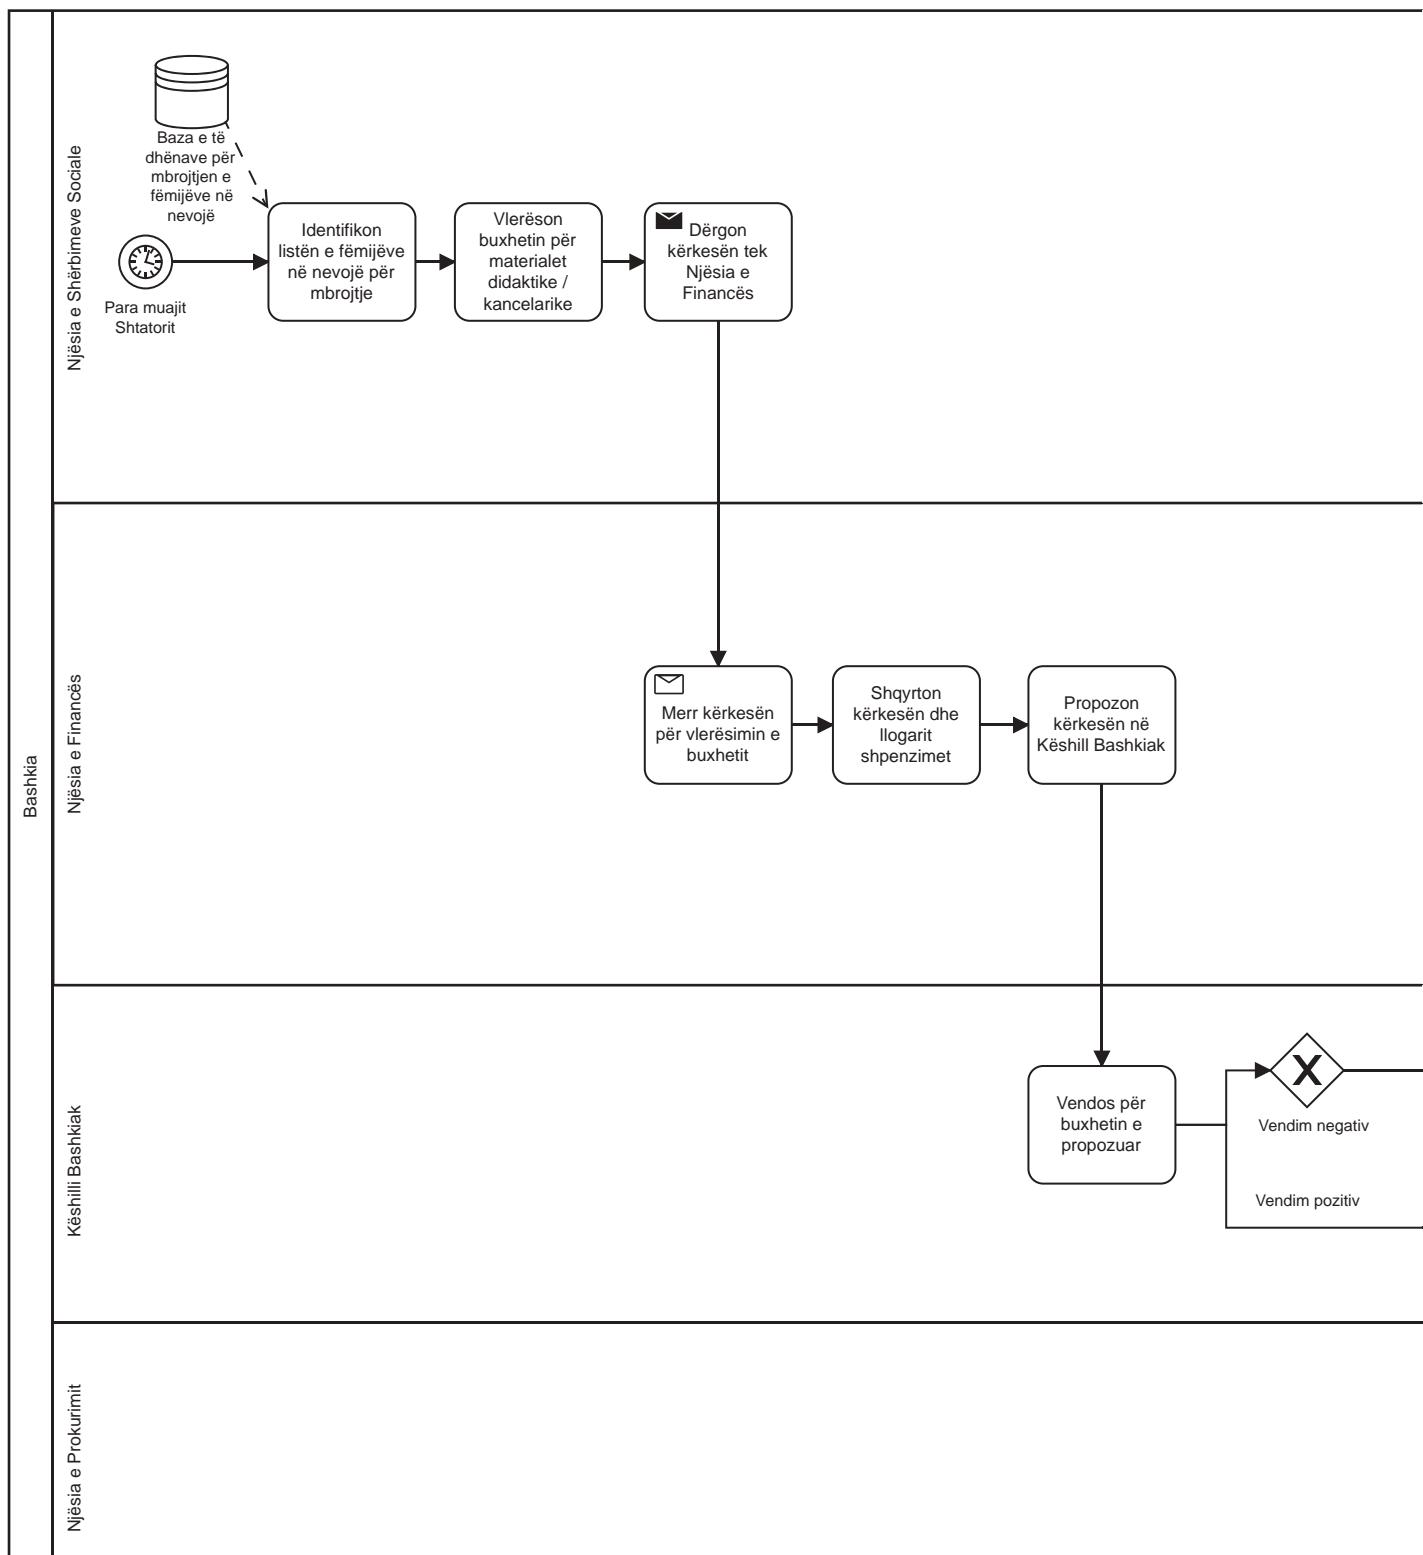 Bashkia
Njësia e Shërbimeve Sociale
Baza e të
dhënave për
mbrojtjen e
fëmijëve në
nevojë
Para muajit
Shtatorit
Identifikon
listën e fëmijëve
në nevojë për
mbrojtje
Vlerëson
buxhetin për
materialet
didaktike /
kancelarike
Dërgon
kërkesën tek
Njësia e
Financës
Njësia e Financës
Merr kërkesën
për vlerësimin e
buxhetit
Shqyrton
kërkesën dhe
llogarit
shpenzimet
Propozon
kërkesën në
Këshill Bashkiak
Këshilli Bashkiak
Vendos për
buxhetin e
propozuar
X
Vendim negativ
Vendim pozitiv
Njësia e Prokurimit